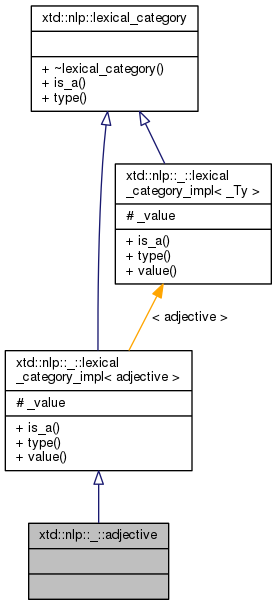 xtd::nlp::lexical_category
+ ~lexical_category()
+ is_a()
+ type()
xtd::nlp::_::lexical
_category_impl< _Ty >
# _value
+ is_a()
+ type()
+ value()
< adjective >
xtd::nlp::_::lexical
_category_impl< adjective >
# _value
+ is_a()
+ type()
+ value()
xtd::nlp::_::adjective